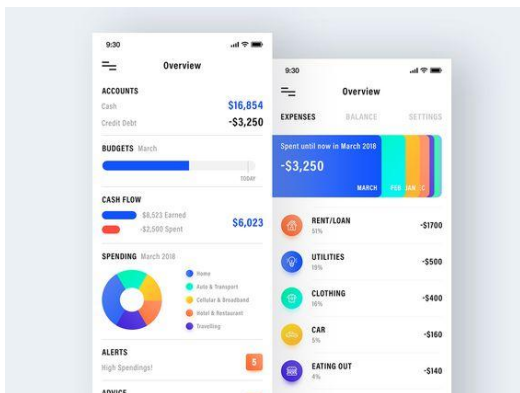 9:30
Overview
ACCOUNTS
Cash $16,854
Credit Debt -$3,250
BUDGETS March
TODAY
CASH FLOW
$8,523 Earned
-$2,500 Spent
$6,023
SPENDING March 2018
Home
Auto & Transport
Cellular & Broadband
Hotel & Restaurant
Travelling
ALERTS
High Spendings!
5
ADVICE
9:30
Overview
EXPENSES BALANCE SETTINGS
Spent until now in March 2018
-$3,250
MARCH FEB JAN
RENT/LOAN -$1700
51%
UTILITIES -$500
19%
CLOTHING -$400
16%
CAR -$160
5%
EATING OUT -$140
4%